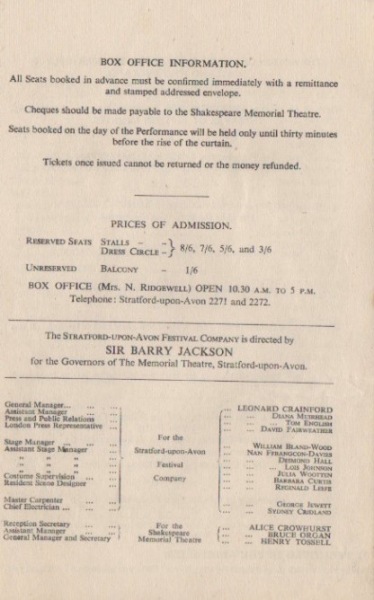 BOX OFFICE INFORMATION.
All Seats booked in advance must be confirmed immediately with a remittance
and stamped addressed envelope.
Cheques should be made payable to the Shakespeare Memorial Theatre.
Seats booked on the day of the Performance will be held only until thirty minutes
before the rise of the curtain.
Tickets once issued cannot be returned or the money refunded.
PRICES OF ADMISSION.
RESERVED SEATS STALLS - -
DRESS CIRCLE - } 8/6, 7/6, 5/6, and 3/6
UNRESERVED BALCONY - 1/6
BOX OFFICE (MRS. N. RIDGEWELL) OPEN 10.30 A.M. TO 5 P.M.
Telephone: Stratford-upon-Avon 2271 and 2272.
The STRATFORD-UPON-AVON FESTIVAL COMPANY is directed by
SIR BARRY JACKSON
for the Governors of The Memorial Theatre, Stratford-upon-Avon.
General Manager... ... ... LEONARD CRAINFORD
Assistant Manager ... ... DIANA MUIRHEAD
Press and Public Relations ... TOM ENGLISH
London Press Representative ... DAVID FAIRWEATHER
For the
Stratford-upon-Avon
Festival
Company
Stage Manager ... ... WILLIAM BLAND-WOOD
Assistant Stage Manager ... NAN
" " " DESMOND HALL
" " " LOIS JOHNSON
" " " JULIA WOOTTEN
Costume Supervision ... ... BARBARA CURTIS
Resident Scene Designer ... REGINALD LEEFE
Master Carpenter ... ... GEORGE JEWETT
Chief Electrician ... ... ... SYDNEY CRIDLAND
Reception Secretary ... ... ALICE CROWHURST
Assistant Manager ... ... For the BRUCE ORGAN
General Manager and Secretary Shakespeare HENRY TOSSELL
Memorial Theatre